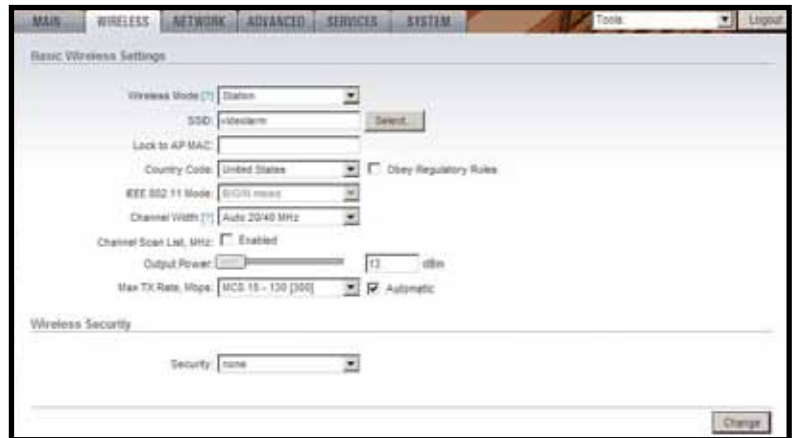 MAIN WIRELESS NETWORK ADVANCED SERVICES SYSTEM Tools: Logout
Basic Wireless Settings
Wireless Mode:[?] Station
SSID: videolarm Select...
Lock to AP MAC:
Country Code: United States Obey Regulatory Rules
IEEE 802.11 Mode: B/G/N mixed
Channel Width:[?] Auto 20/40 MHz
Channel Scan List, MHz: Enabled
Output Power: 13 dBm
Max TX Rate, Mbps: MCS 15 - 130 [300] Automatic
Wireless Security
Security: none
Change